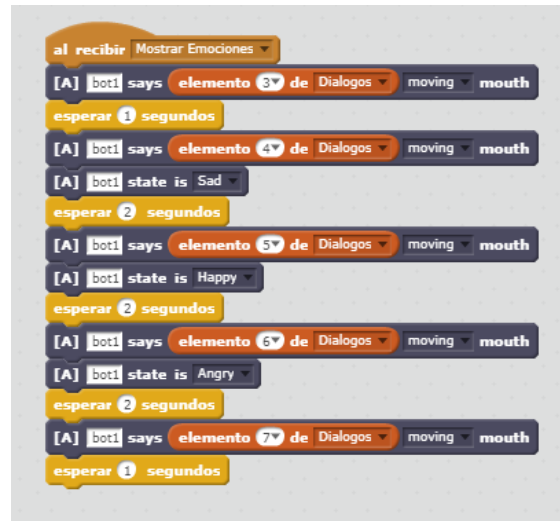 al recibir Mostrar Emociones
[A] bot1 says elemento 3 de Dialogos moving mouth
esperar 1 segundos
[A] bot1 says elemento 4 de Dialogos moving mouth
[A] bot1 state is Sad
esperar 2 segundos
[A] bot1 says elemento 5 de Dialogos moving mouth
[A] bot1 state is Happy
esperar 2 segundos
[A] bot1 says elemento 6 de Dialogos moving mouth
[A] bot1 state is Angry
esperar 2 segundos
[A] bot1 says elemento 7 de Dialogos moving mouth
esperar 1 segundos